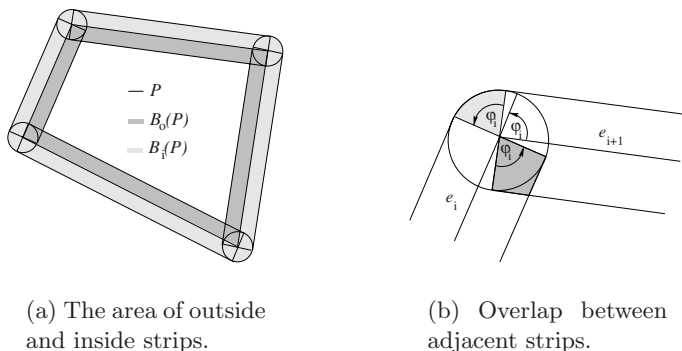 — P
B_o(P)
B_i(P)
φ_i
φ_i
φ_i
e_{i+1}
e_i
(a) The area of outside
and inside strips.
(b) Overlap between
adjacent strips.